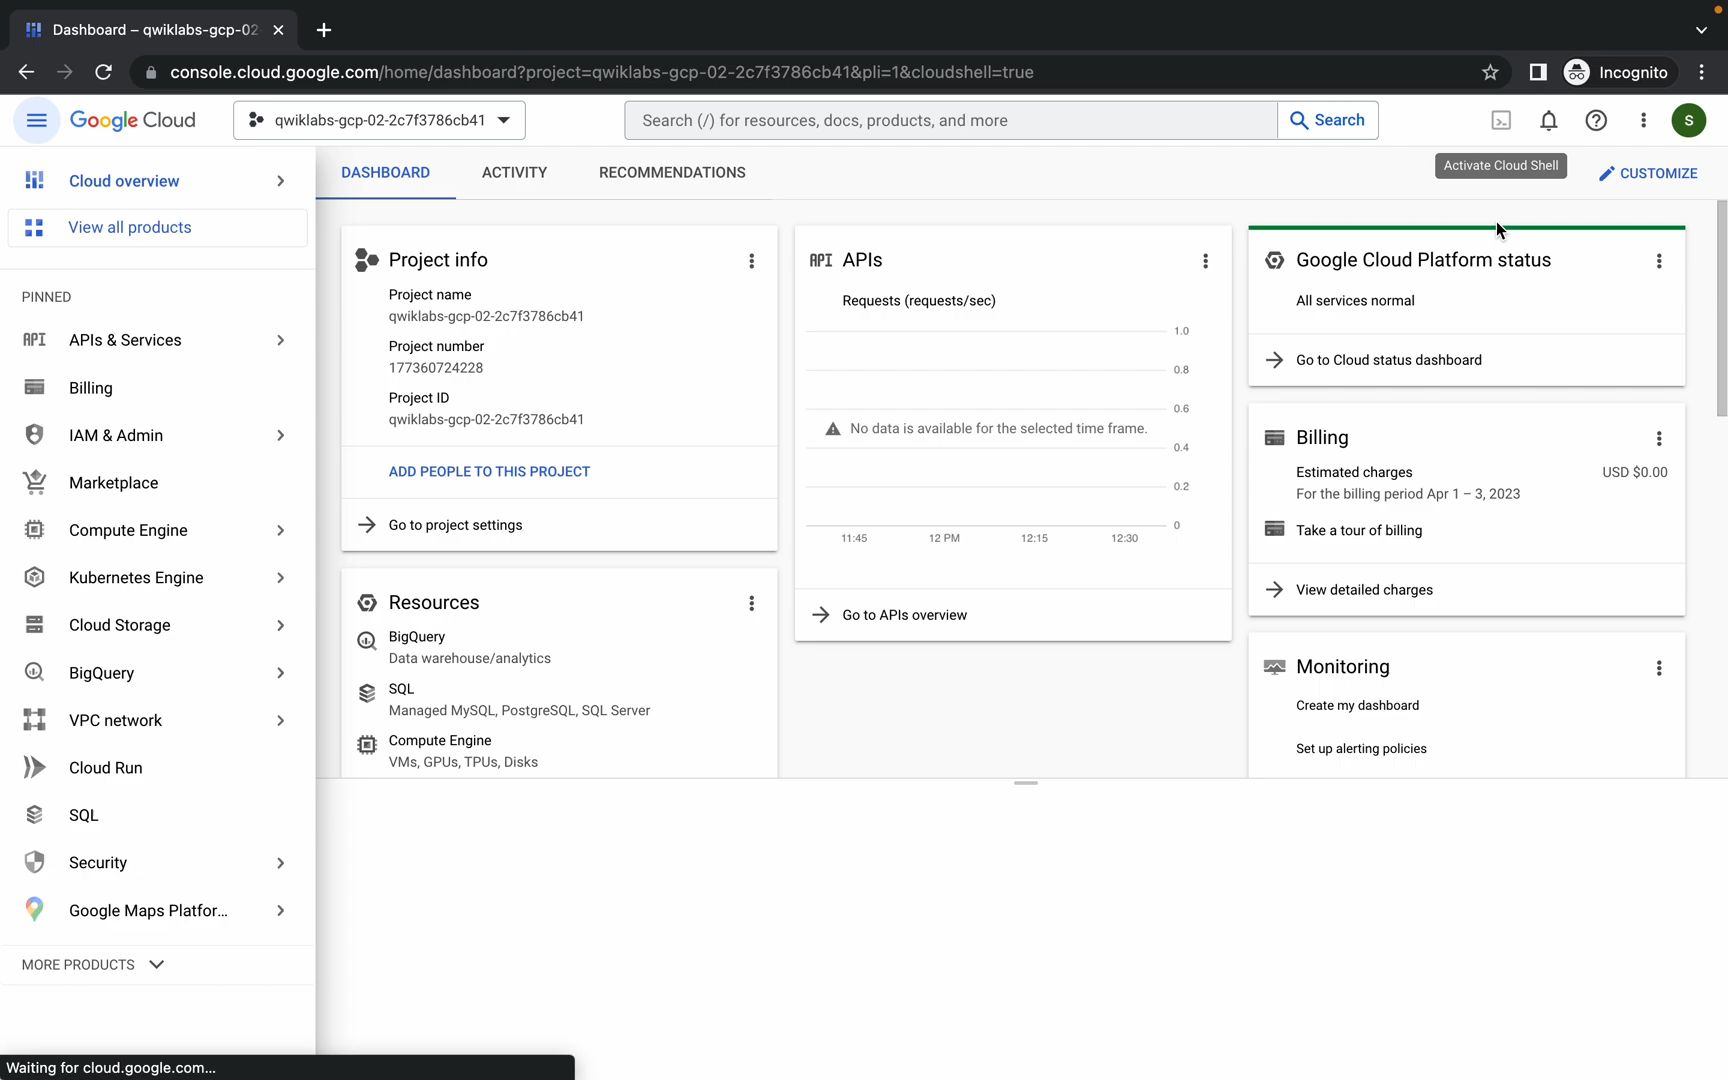 Dashboard – qwiklabs-gcp-02
console.cloud.google.com/home/dashboard?project=qwiklabs-gcp-02-2c7f3786cb41&pli=1&cloudshell=true
Incognito
Google Cloud
qwiklabs-gcp-02-2c7f3786cb41
Search (/) for resources, docs, products, and more
Search
S
Cloud overview
View all products
PINNED
API APIs & Services
Billing
IAM & Admin
Marketplace
Compute Engine
Kubernetes Engine
Cloud Storage
BigQuery
VPC network
Cloud Run
SQL
Security
Google Maps Platfor...
MORE PRODUCTS
DASHBOARD
ACTIVITY
RECOMMENDATIONS
Activate Cloud Shell
CUSTOMIZE
Project info
Project name
qwiklabs-gcp-02-2c7f3786cb41
Project number
177360724228
Project ID
qwiklabs-gcp-02-2c7f3786cb41
ADD PEOPLE TO THIS PROJECT
Go to project settings
Resources
BigQuery
Data warehouse/analytics
SQL
Managed MySQL, PostgreSQL, SQL Server
Compute Engine
VMs, GPUs, TPUs, Disks
API APIs
Requests (requests/sec)
1.0
0.8
0.6
No data is available for the selected time frame.
0.4
0.2
0
11:45 12 PM 12:15 12:30
Go to APIs overview
Google Cloud Platform status
All services normal
Go to Cloud status dashboard
Billing
Estimated charges USD $0.00
For the billing period Apr 1 – 3, 2023
Take a tour of billing
View detailed charges
Monitoring
Create my dashboard
Set up alerting policies
Waiting for cloud.google.com...